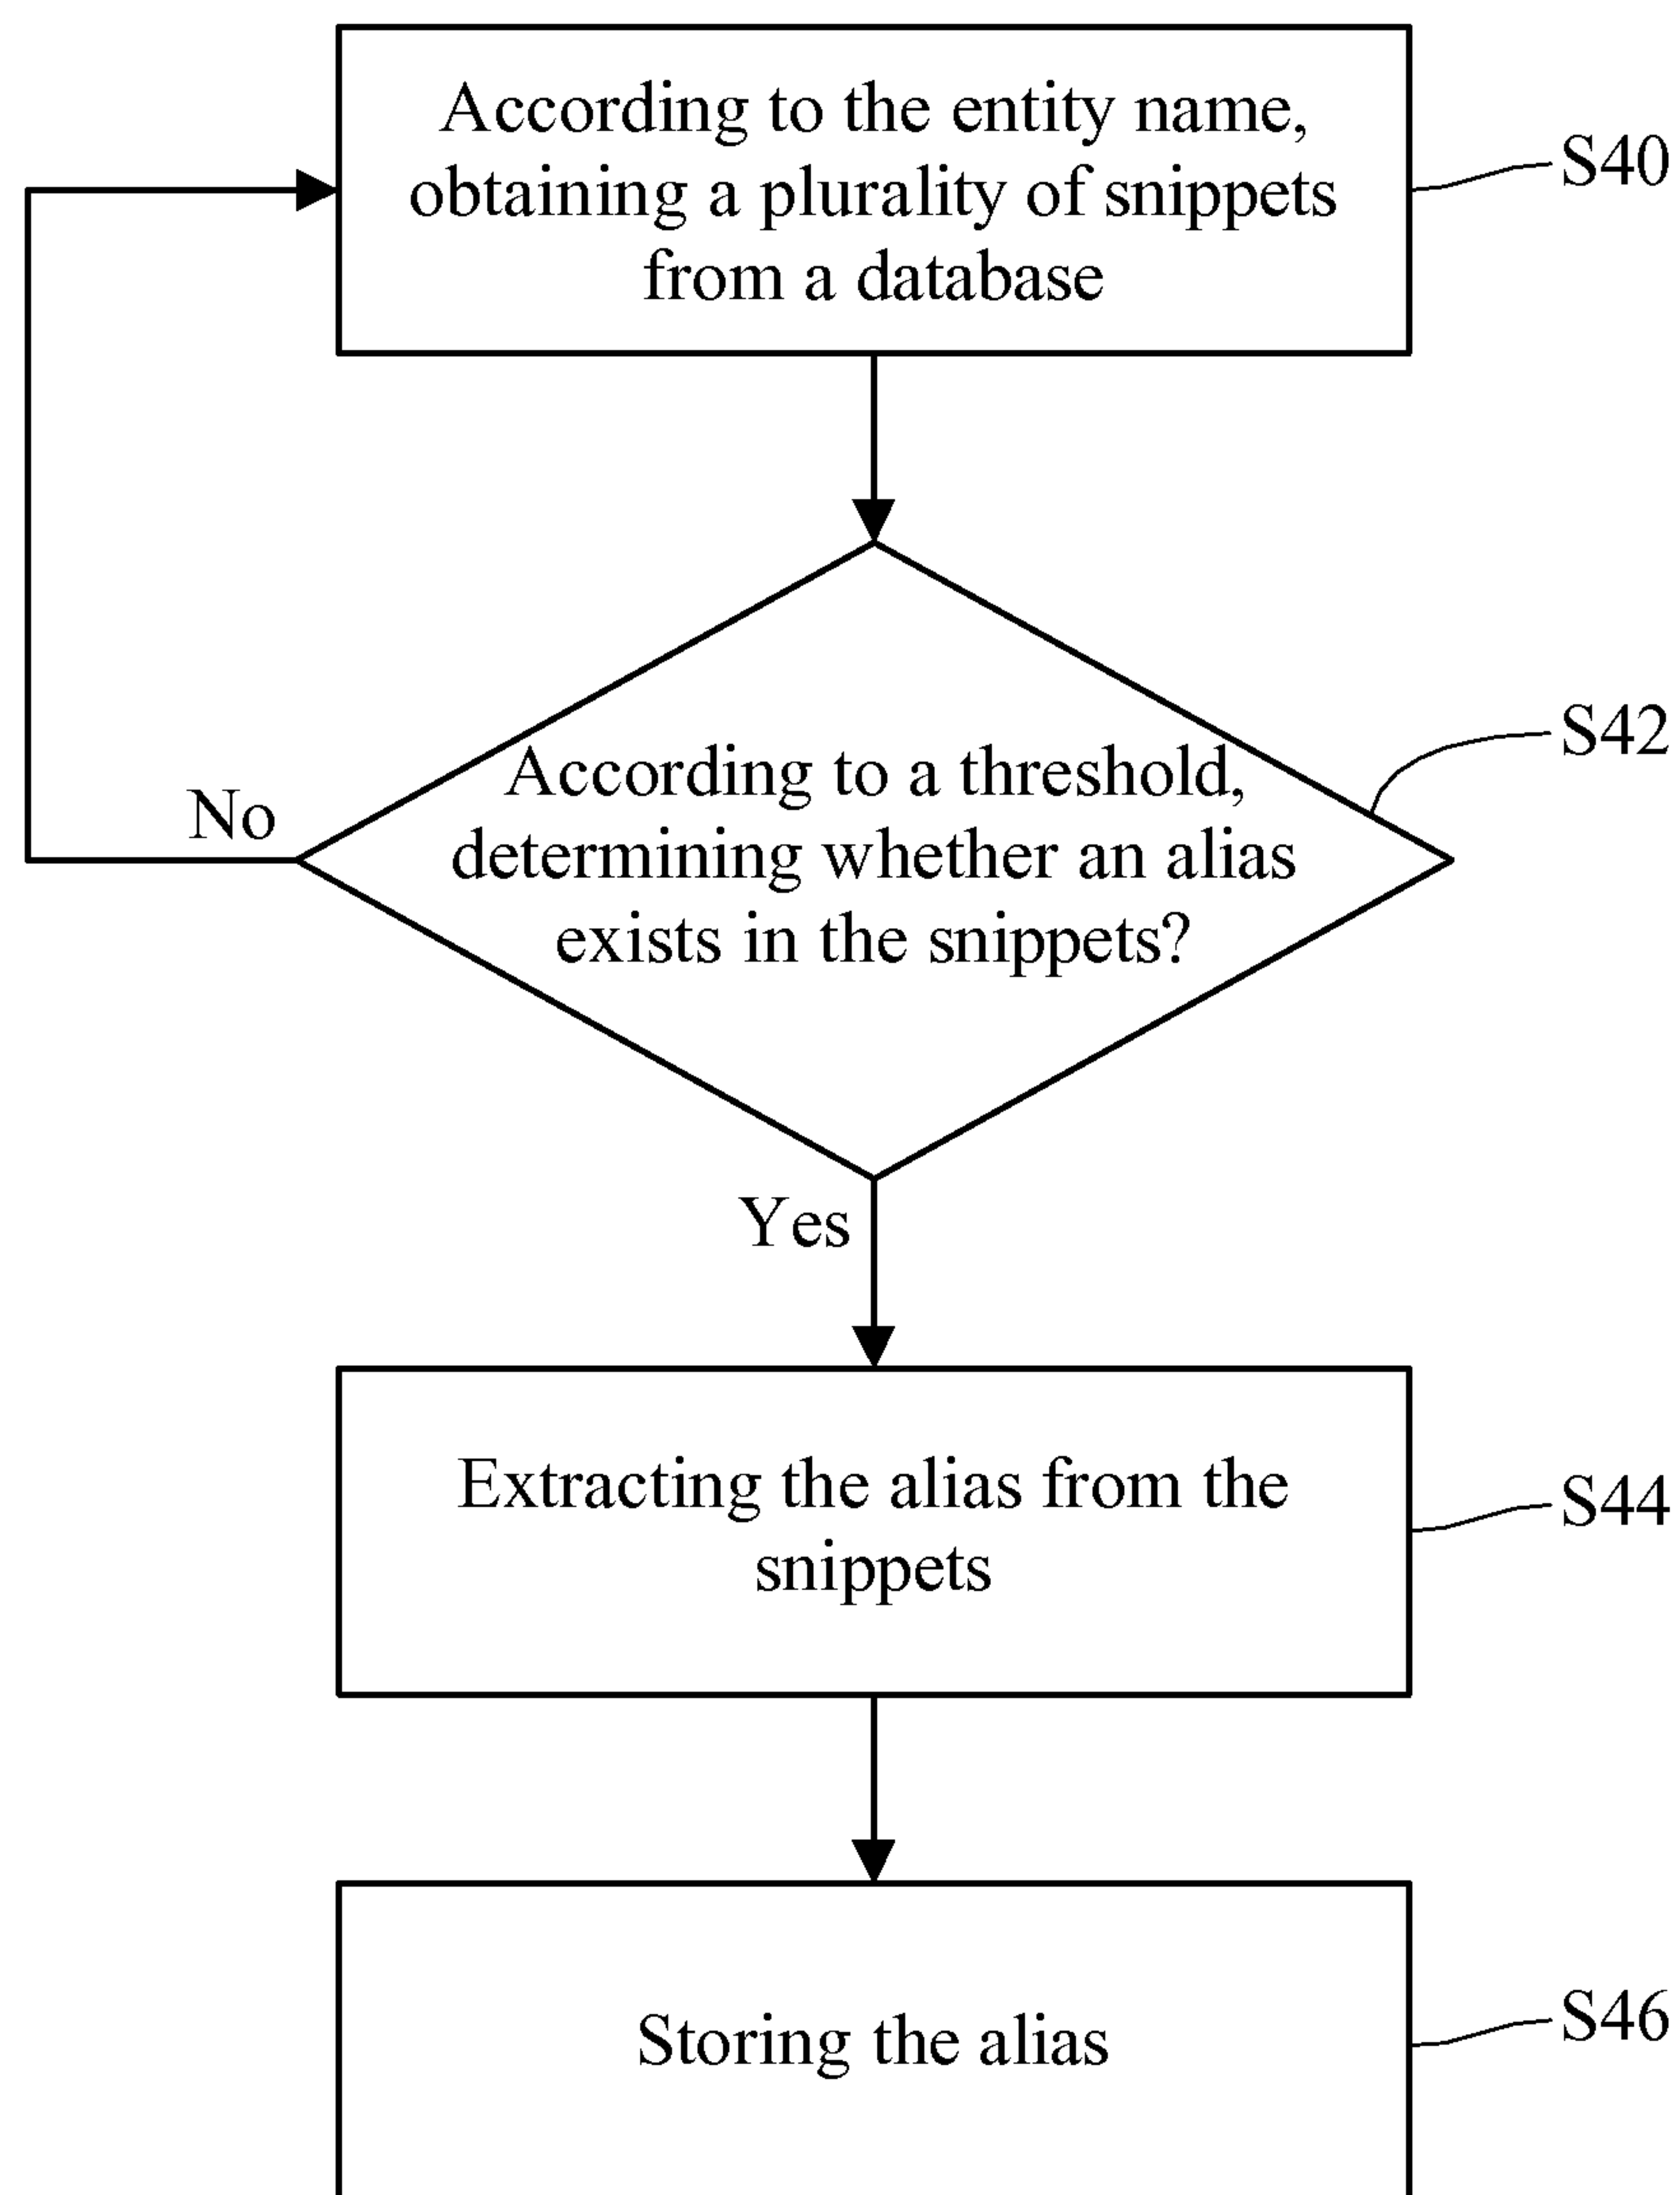 According to the entity name,
obtaining a plurality of snippets
from a database
S40
According to a threshold,
determining whether an alias
exists in the snippets?
S42
No
Yes
Extracting the alias from the
snippets
S44
Storing the alias
S46